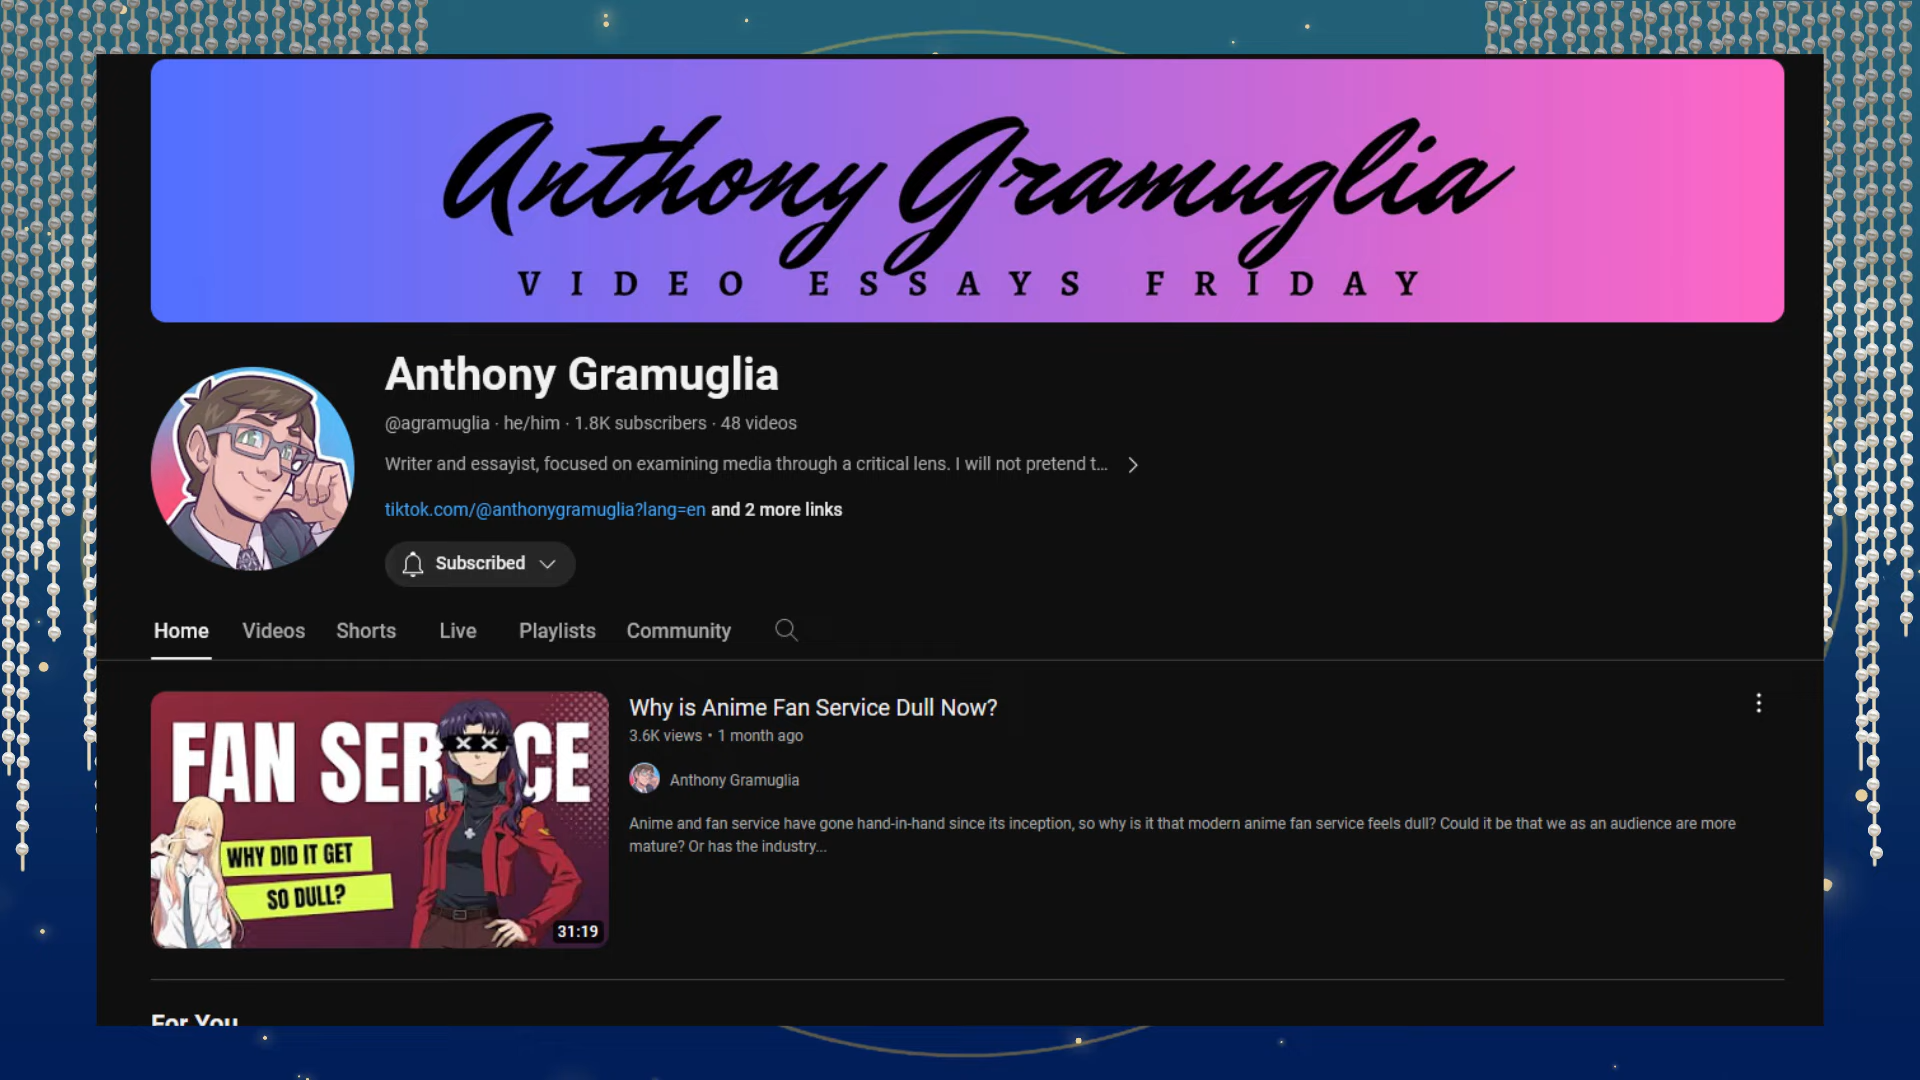 Anthony Gramuglia
VIDEO ESSAYS FRIDAY
Anthony Gramuglia
@agramuglia · he/him · 1.8K subscribers · 48 videos
Writer and essayist, focused on examining media through a critical lens. I will not pretend t...
tiktok.com/@anthonygramuglia?lang=en and 2 more links
Subscribed
Home Videos Shorts Live Playlists Community
FAN SERVICE
WHY DID IT GET
SO DULL?
31:19
Why is Anime Fan Service Dull Now?
3.6K views • 1 month ago
Anthony Gramuglia
Anime and fan service have gone hand-in-hand since its inception, so why is it that modern anime fan service feels dull? Could it be that we as an audience are more
mature? Or has the industry...
For You